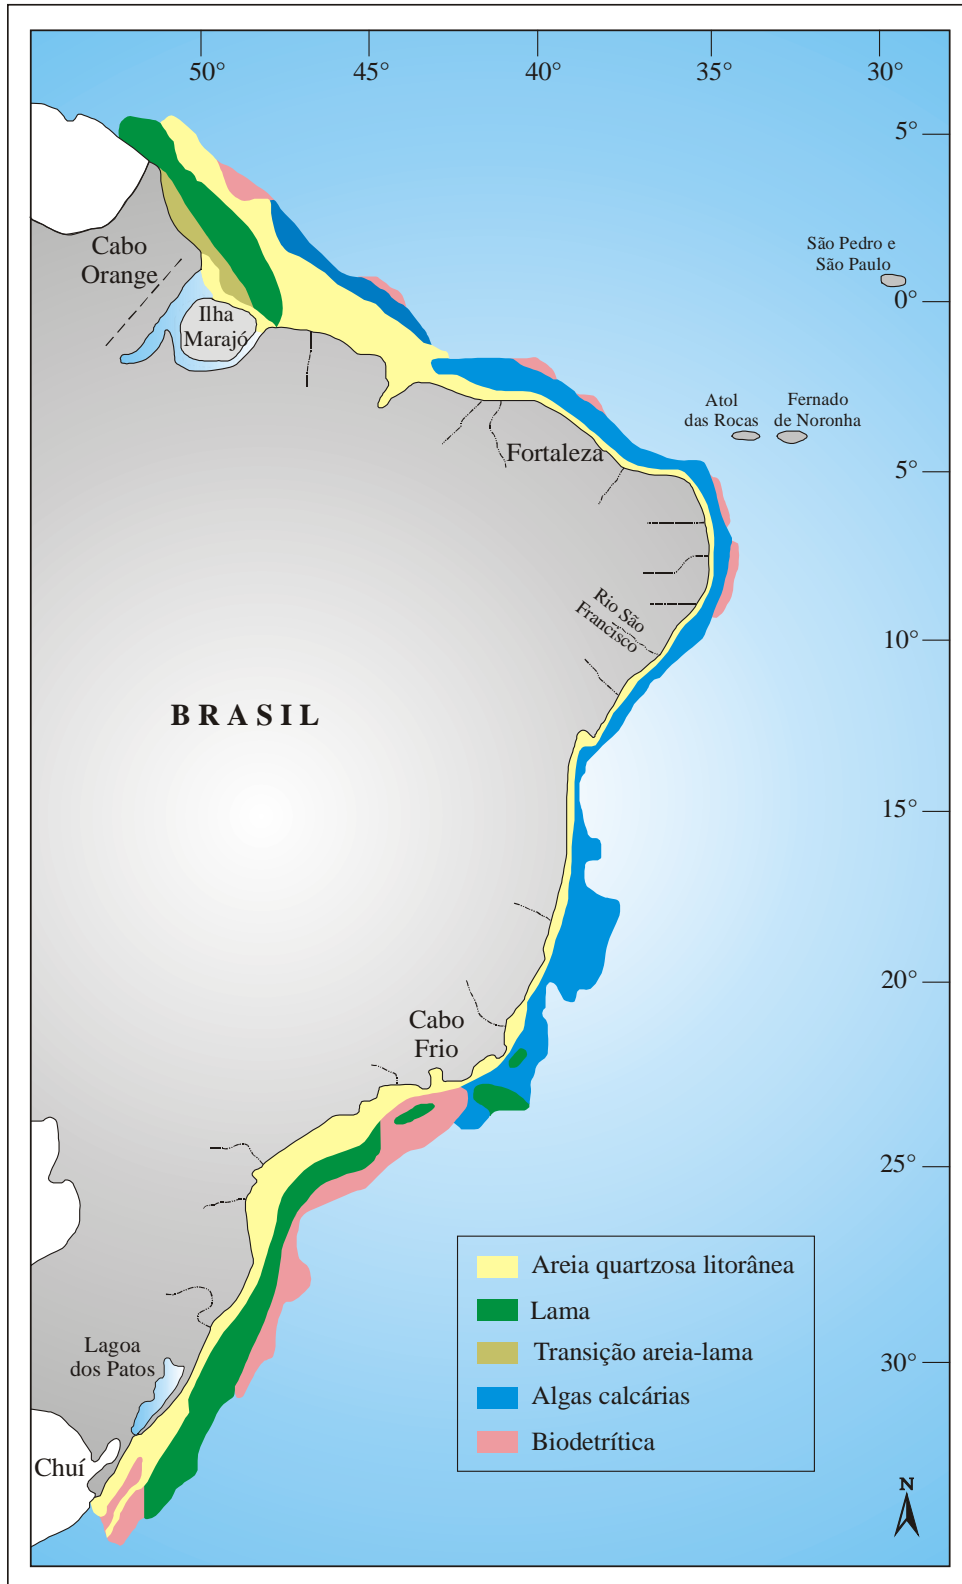 50°
45°
40°
35°
30°
5°
Cabo
Orange
São Pedro e
São Paulo
0°
Ilha
Marajó
Atol
das Rocas
Fernado
de Noronha
Fortaleza
5°
Rio São
Francisco
10°
BRASIL
15°
20°
Cabo
Frio
25°
Areia quartzosa litorânea
Lama
Transição areia-lama
Algas calcárias
Biodetrítica
Lagoa
dos Patos
30°
Chuí
N